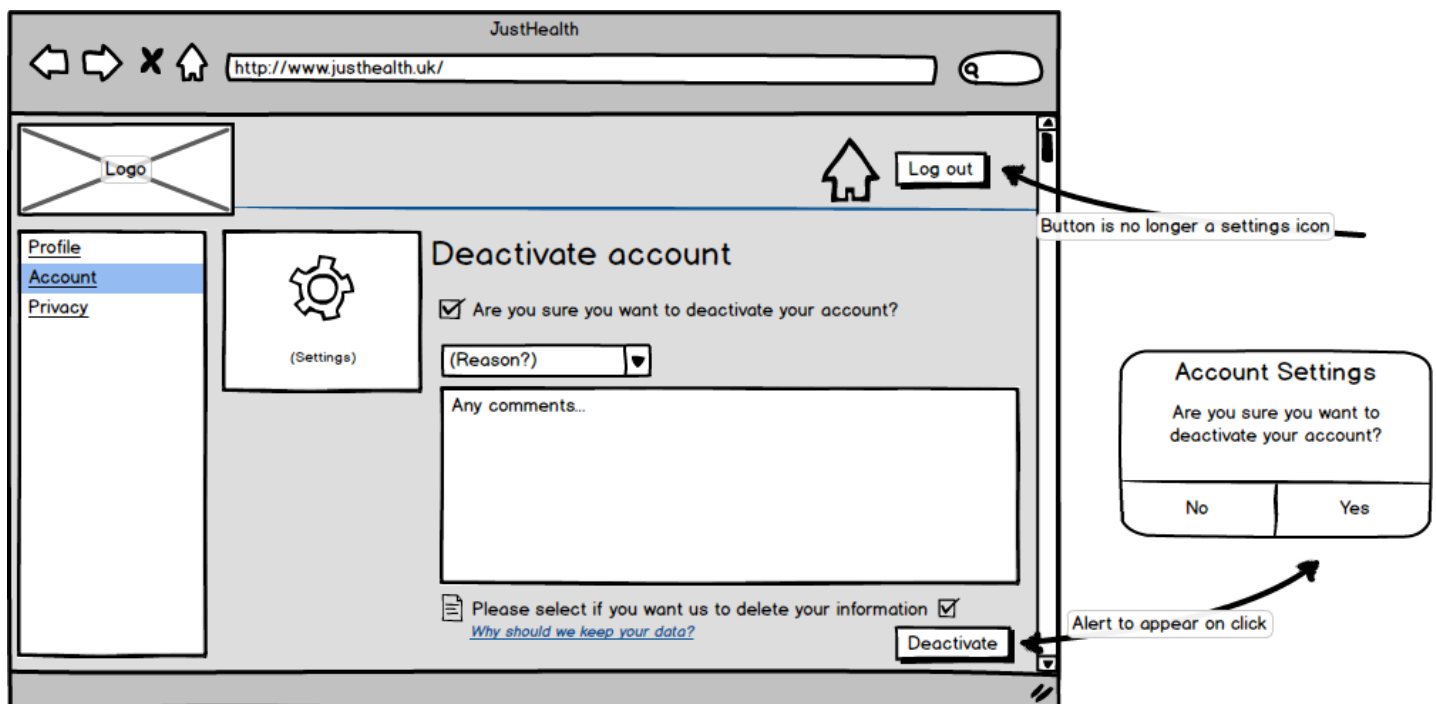 JustHealth
http://www.justhealth.uk/
Logo
Log out
Button is no longer a settings icon
Profile
Account
Privacy
(Settings)
Deactivate account
Are you sure you want to deactivate your account?
(Reason?)
Any comments...
Please select if you want us to delete your information
Why should we keep your data?
Deactivate
Account Settings
Are you sure you want to
deactivate your account?
No
Yes
Alert to appear on click